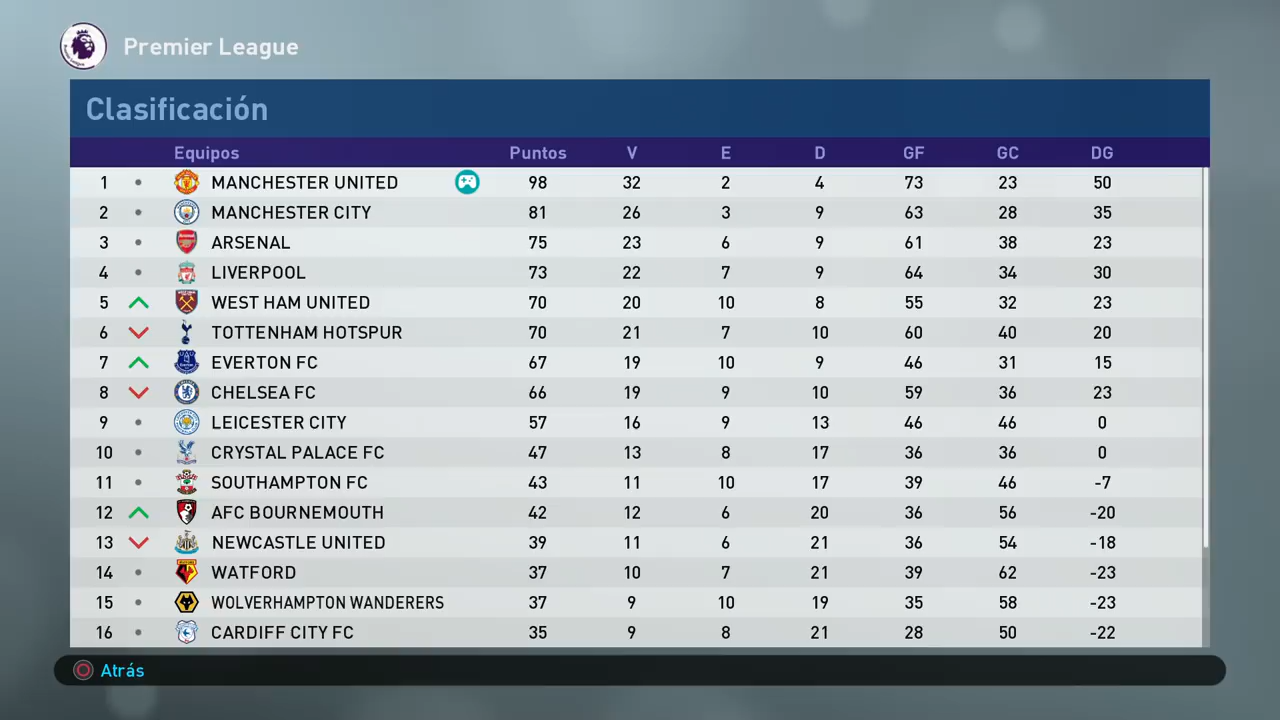 Premier League
Clasificación
Equipos Puntos V E D GF GC DG
1 MANCHESTER UNITED 98 32 2 4 73 23 50
2 MANCHESTER CITY 81 26 3 9 63 28 35
3 ARSENAL 75 23 6 9 61 38 23
4 LIVERPOOL 73 22 7 9 64 34 30
5 WEST HAM UNITED 70 20 10 8 55 32 23
6 TOTTENHAM HOTSPUR 70 21 7 10 60 40 20
7 EVERTON FC 67 19 10 9 46 31 15
8 CHELSEA FC 66 19 9 10 59 36 23
9 LEICESTER CITY 57 16 9 13 46 46 0
10 CRYSTAL PALACE FC 47 13 8 17 36 36 0
11 SOUTHAMPTON FC 43 11 10 17 39 46 -7
12 AFC BOURNEMOUTH 42 12 6 20 36 56 -20
13 NEWCASTLE UNITED 39 11 6 21 36 54 -18
14 WATFORD 37 10 7 21 39 62 -23
15 WOLVERHAMPTON WANDERERS 37 9 10 19 35 58 -23
16 CARDIFF CITY FC 35 9 8 21 28 50 -22
Atrás